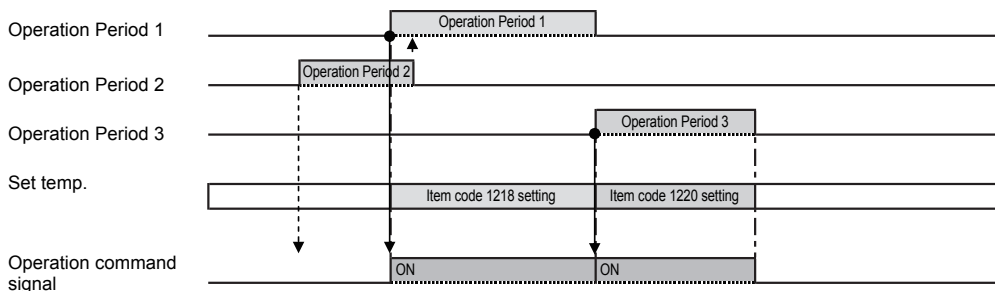 Operation Period 1
Operation Period 1
Operation Period 2
Operation Period 2
Operation Period 3
Operation Period 3
Set temp.
Item code 1218 setting
Item code 1220 setting
Operation command
signal
ON
ON